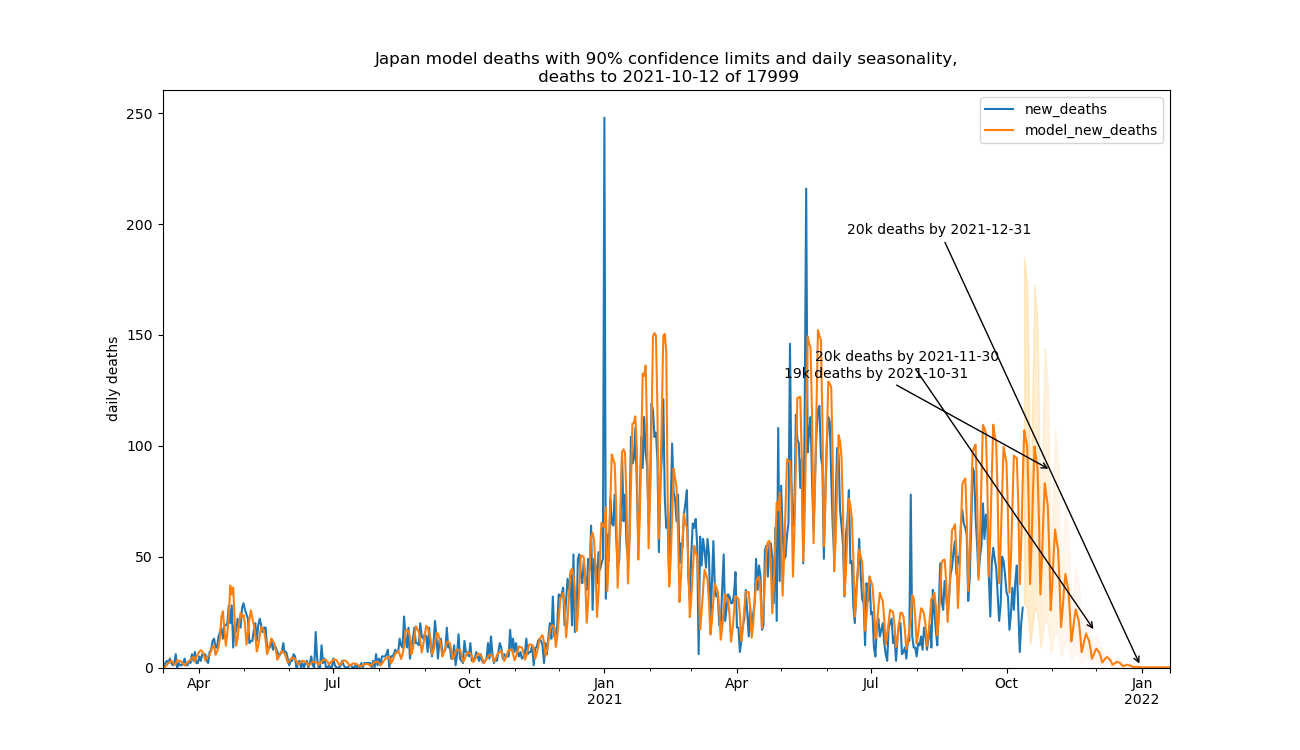 Japan model deaths with 90% confidence limits and daily seasonality,
deaths to 2021-10-12 of 17999
new_deaths
model_new_deaths
250
200
150
100
50
0
daily deaths
20k deaths by 2021-12-31
20k deaths by 2021-11-30
19k deaths by 2021-10-31
Apr
Jul
Oct
Jan
2021
Apr
Jul
Oct
Jan
2022